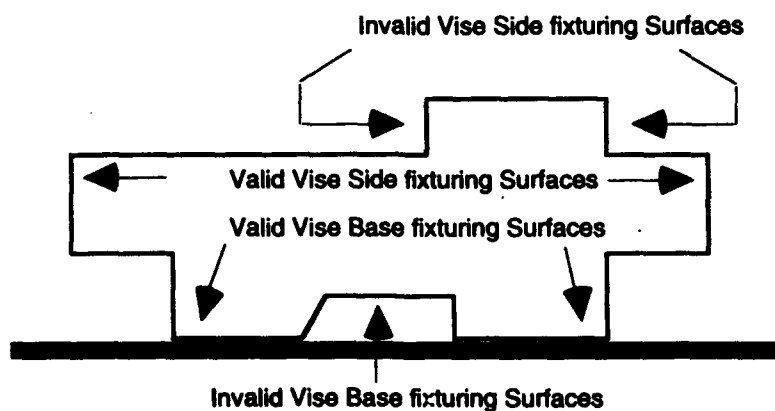 Invalid Vise Side fixturing Surfaces
Valid Vise Side fixturing Surfaces
Valid Vise Base fixturing Surfaces
Invalid Vise Base fixturing Surfaces